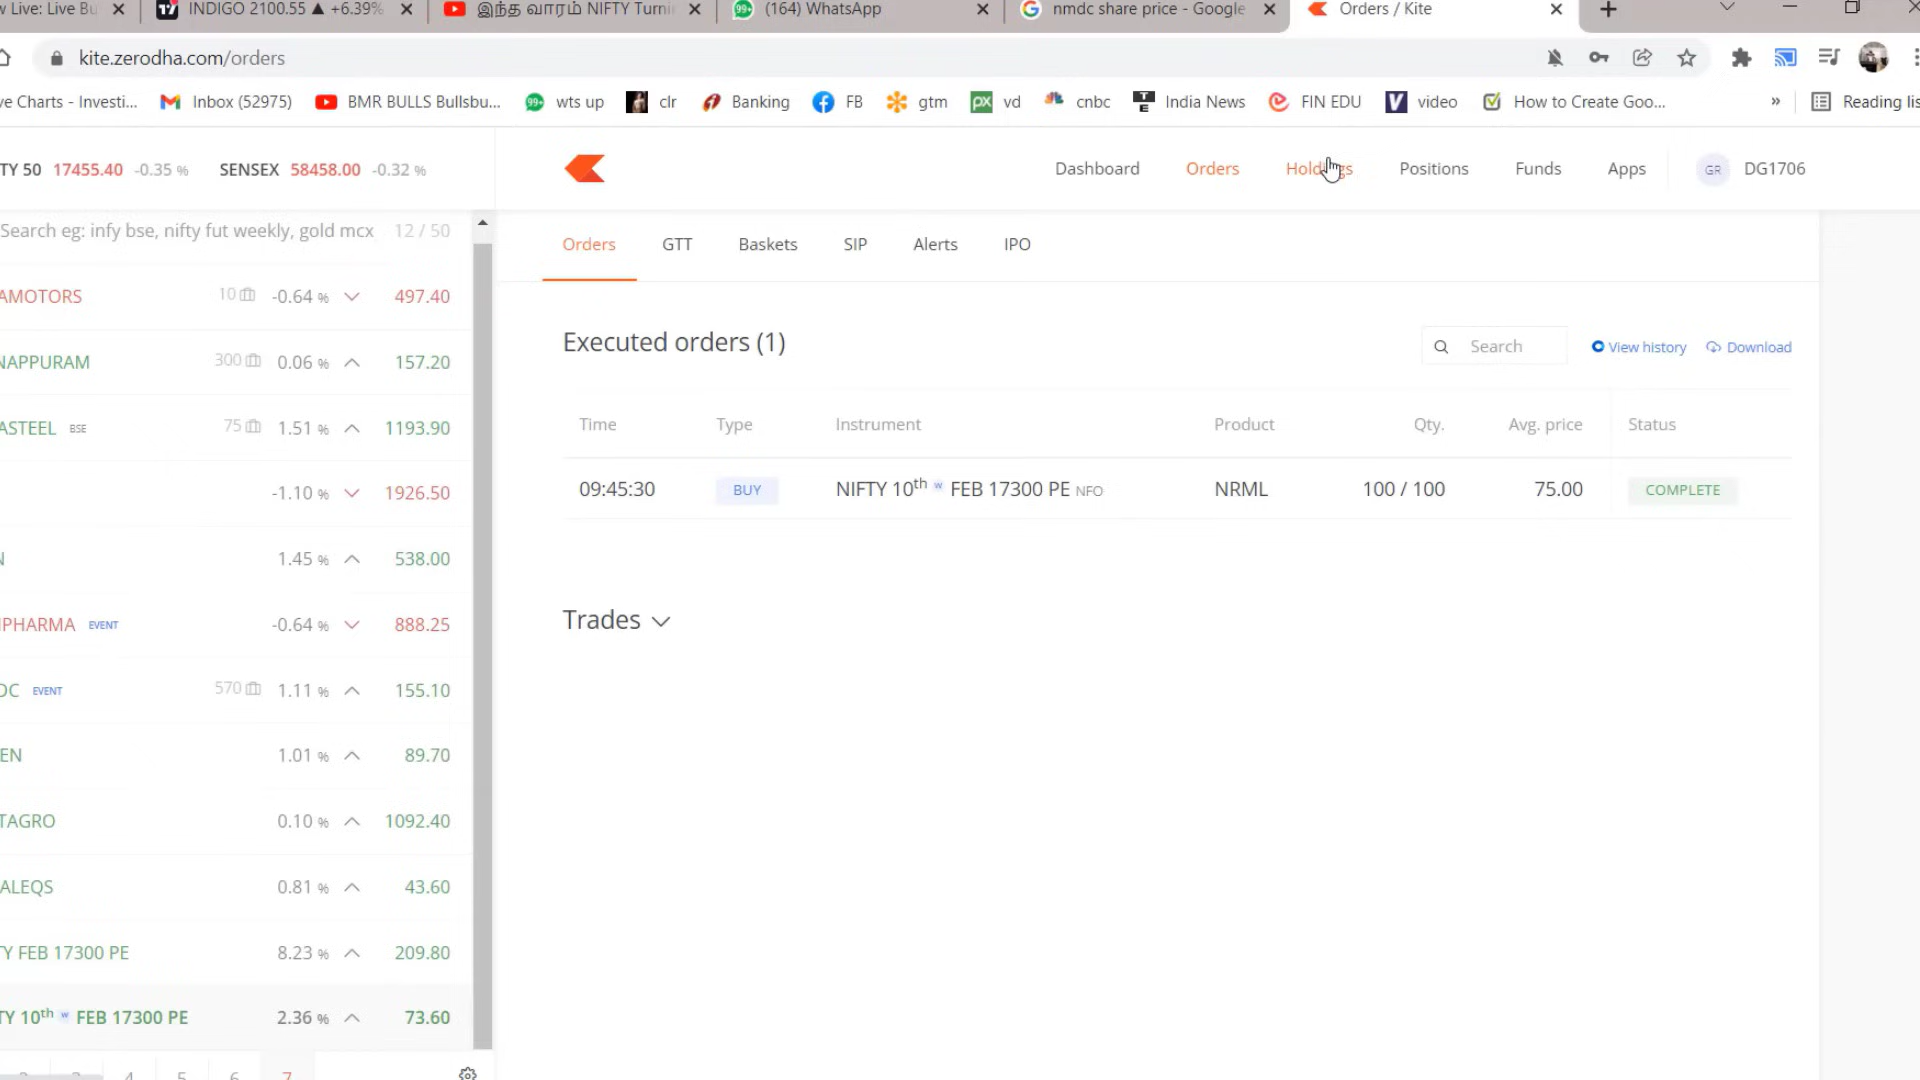 w Live: Live Bu
INDIGO 2100.55 ▲ +6.39%
இந்த வாரம் NIFTY Turni
(164) WhatsApp
nmdc share price - Google
Orders / Kite
kite.zerodha.com/orders
ve Charts - Investi...
Inbox (52975)
BMR BULLS Bullsbu...
99+ wts up
clr
Banking
FB
gtm
px vd
cnbc
India News
FIN EDU
video
How to Create Goo...
»
Reading lis
TY 50 17455.40 -0.35 %
SENSEX 58458.00 -0.32 %
Dashboard
Orders
Holdings
Positions
Funds
Apps
GR DG1706
Search eg: infy bse, nifty fut weekly, gold mcx 12 / 50
AMOTORS 10 -0.64 % 497.40
NAPPURAM 300 0.06 % 157.20
ASTEEL BSE 75 1.51 % 1193.90
-1.10 % 1926.50
N 1.45 % 538.00
IPHARMA EVENT -0.64 % 888.25
DC EVENT 570 1.11 % 155.10
EN 1.01 % 89.70
TAGRO 0.10 % 1092.40
ALEQS 0.81 % 43.60
TY FEB 17300 PE 8.23 % 209.80
TY 10th w FEB 17300 PE 2.36 % 73.60
2 3 4 5 6 7
Orders
GTT
Baskets
SIP
Alerts
IPO
Executed orders (1)
Search
View history
Download
Time Type Instrument Product Qty. Avg. price Status
09:45:30 BUY NIFTY 10th w FEB 17300 PE NFO NRML 100 / 100 75.00 COMPLETE
Trades